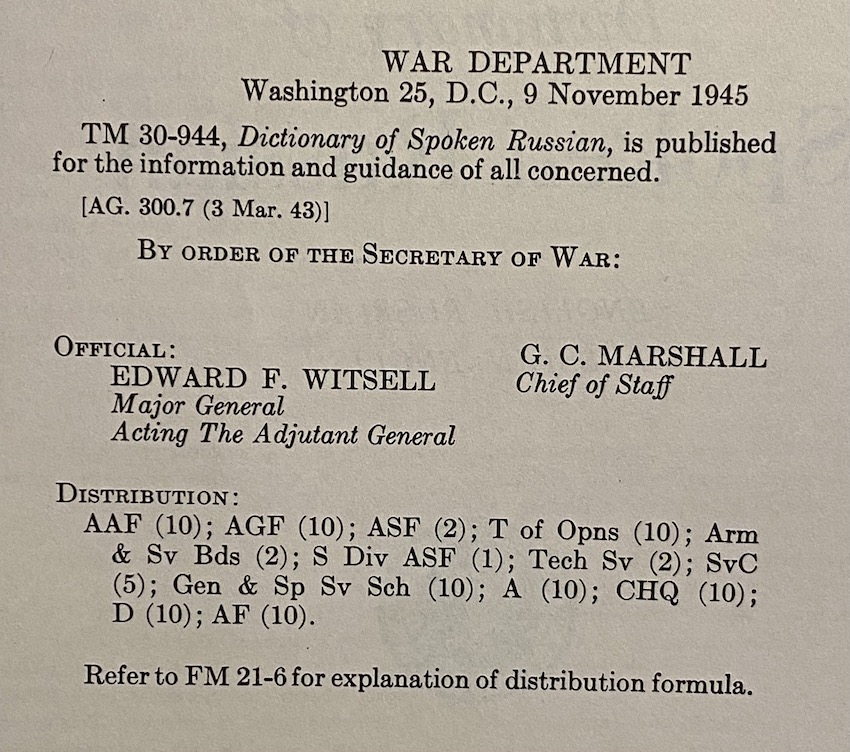 WAR DEPARTMENT
Washington 25, D.C., 9 November 1945
TM 30-944, Dictionary of Spoken Russian, is published
for the information and guidance of all concerned.
[AG. 300.7 (3 Mar. 43)]
By order of the Secretary of War:
Official:
G. C. MARSHALL
EDWARD F. WITSELL
Chief of Staff
Major General
Acting The Adjutant General
Distribution:
AAF (10); AGF (10); ASF (2); T of Opns (10); Arm
& Sv Bds (2); S Div ASF (1); Tech Sv (2); SvC
(5); Gen & Sp Sv Sch (10); A (10); CHQ (10);
D (10); AF (10).
Refer to FM 21-6 for explanation of distribution formula.